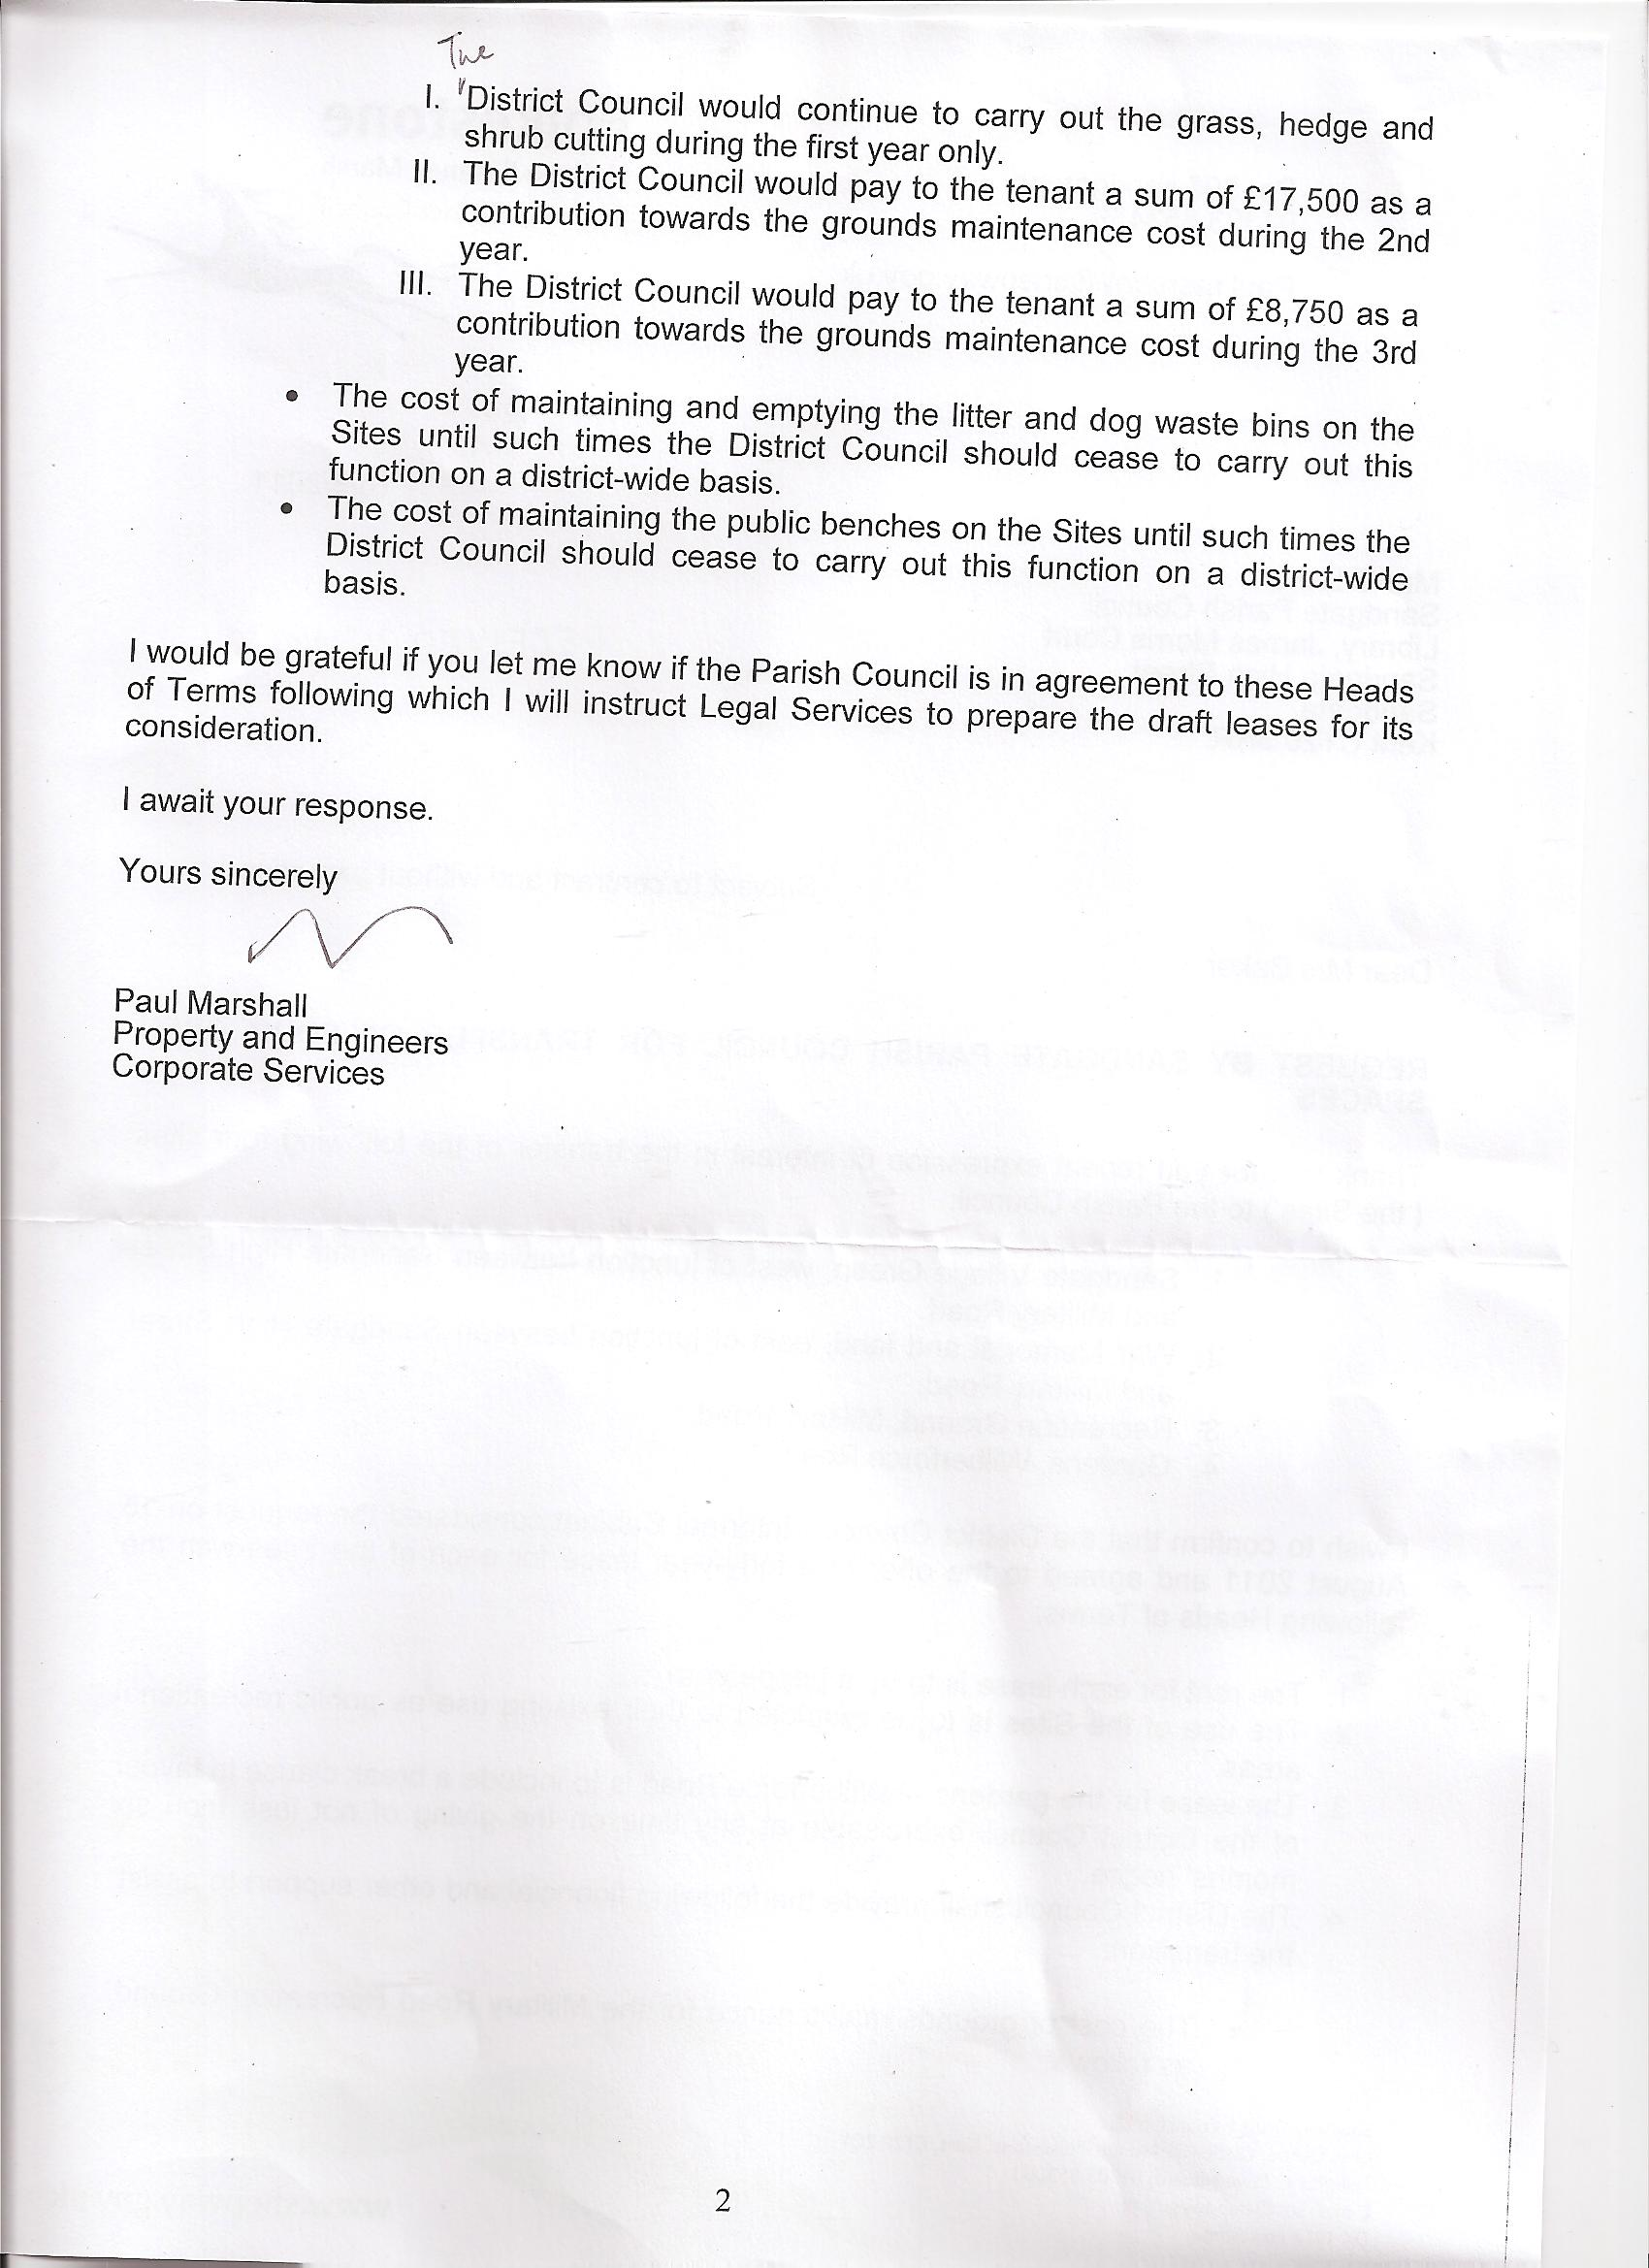 The
I. "District Council would continue to carry out the grass, hedge and
shrub cutting during the first year only.
II. The District Council would pay to the tenant a sum of £17,500 as a
contribution towards the grounds maintenance cost during the 2nd
year.
III. The District Council would pay to the tenant a sum of £8,750 as a
contribution towards the grounds maintenance cost during the 3rd
year.
• The cost of maintaining and emptying the litter and dog waste bins on the
Sites until such times the District Council should cease to carry out this
function on a district-wide basis.
• The cost of maintaining the public benches on the Sites until such times the
District Council should cease to carry out this function on a district-wide
basis.
I would be grateful if you let me know if the Parish Council is in agreement to these Heads
of Terms following which I will instruct Legal Services to prepare the draft leases for its
consideration.
I await your response.
Yours sincerely
Paul Marshall
Property and Engineers
Corporate Services
2